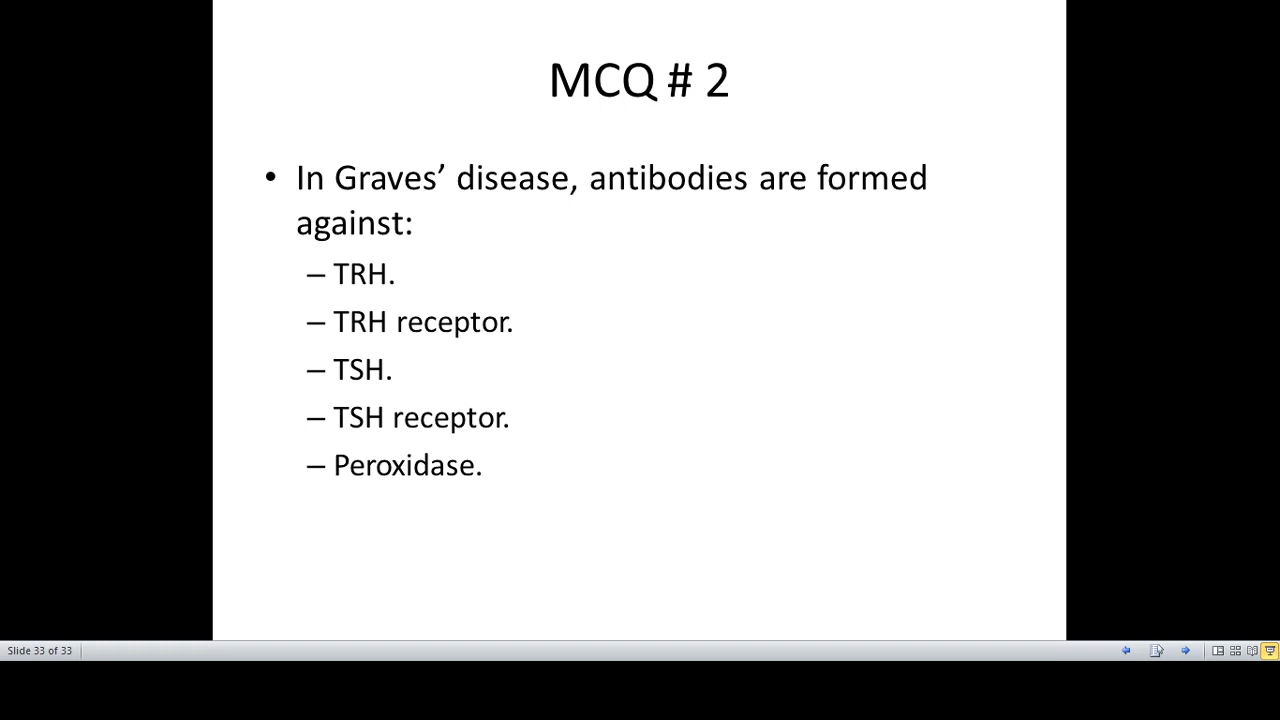 MCQ # 2
• In Graves’ disease, antibodies are formed
against:
– TRH.
– TRH receptor.
– TSH.
– TSH receptor.
– Peroxidase.
Slide 33 of 33